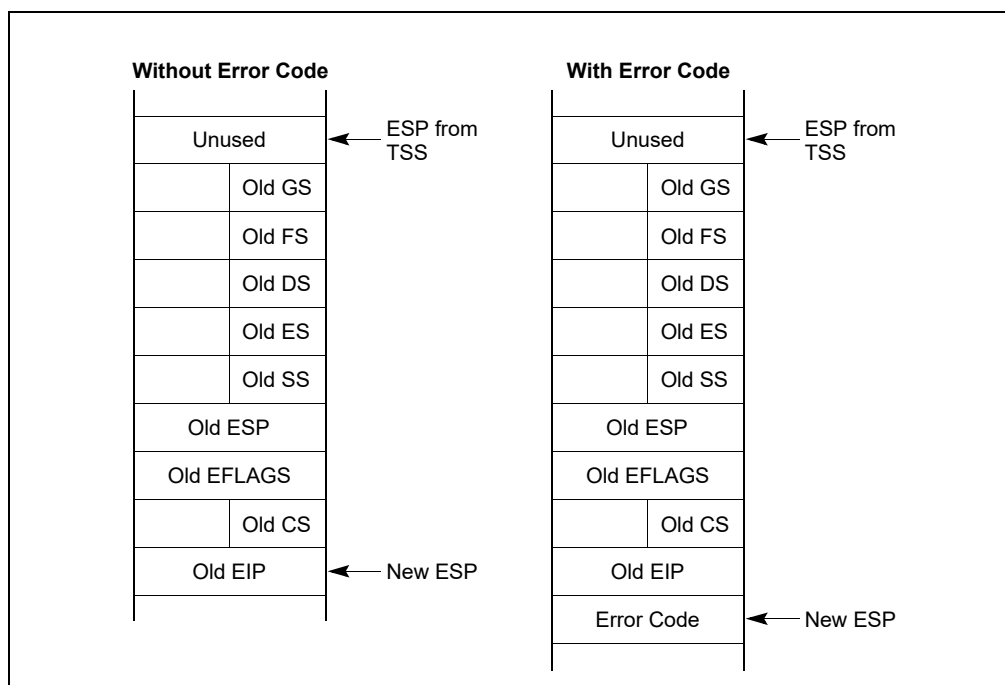 Without Error Code
Unused
ESP from
TSS
Old GS
Old FS
Old DS
Old ES
Old SS
Old ESP
Old EFLAGS
Old CS
Old EIP
New ESP
With Error Code
Unused
ESP from
TSS
Old GS
Old FS
Old DS
Old ES
Old SS
Old ESP
Old EFLAGS
Old CS
Old EIP
Error Code
New ESP